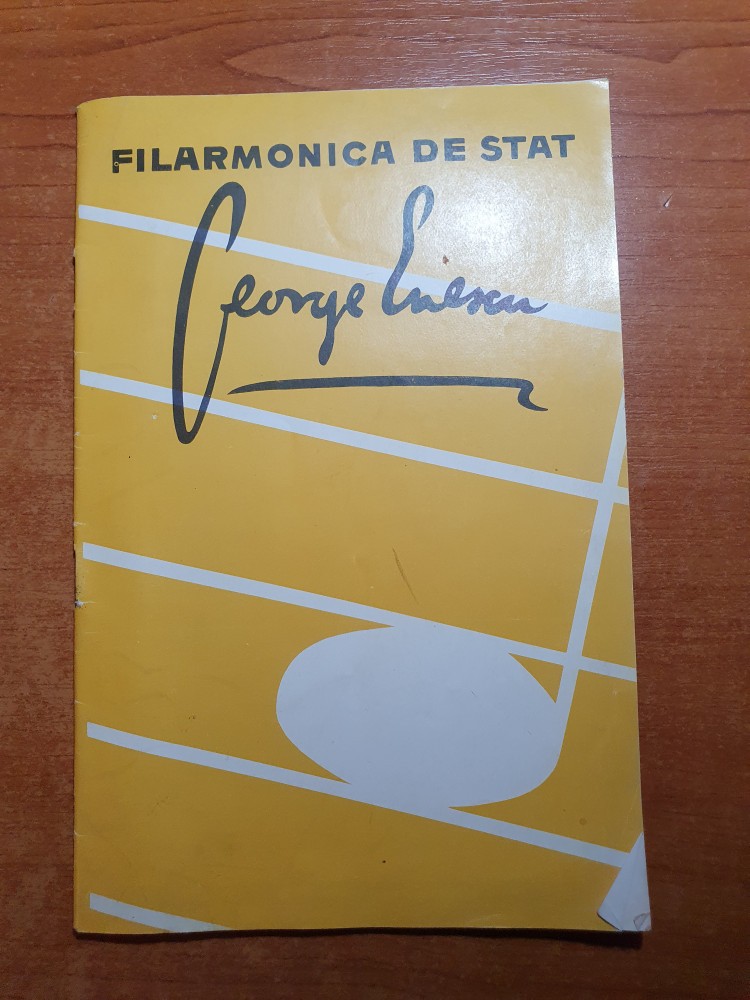 FILARMONICA DE STAT
George Enescu